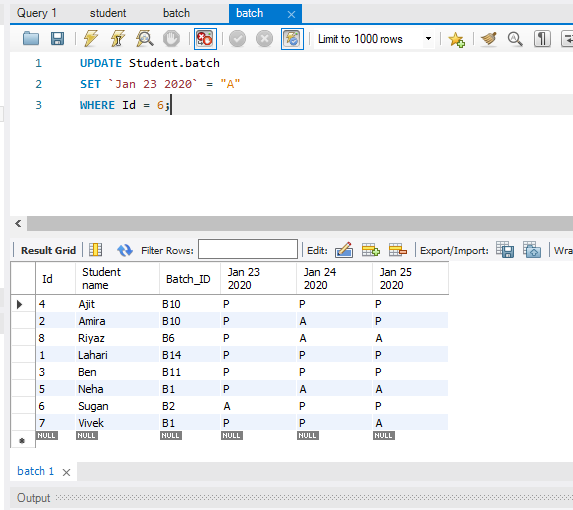 Query 1 student batch batch
Limit to 1000 rows
1 UPDATE Student.batch
2 SET `Jan 23 2020` = "A"
3 WHERE Id = 6;
Result Grid Filter Rows: Edit: Export/Import: Wra
Id Student name Batch_ID Jan 23 2020 Jan 24 2020 Jan 25 2020
4 Ajit B10 P P P
2 Amira B10 P A P
8 Riyaz B6 P A A
1 Lahari B14 P P P
3 Ben B11 P P P
5 Neha B1 P A A
6 Sugan B2 A P P
7 Vivek B1 P P A
NULL NULL NULL NULL NULL NULL
batch 1
Output